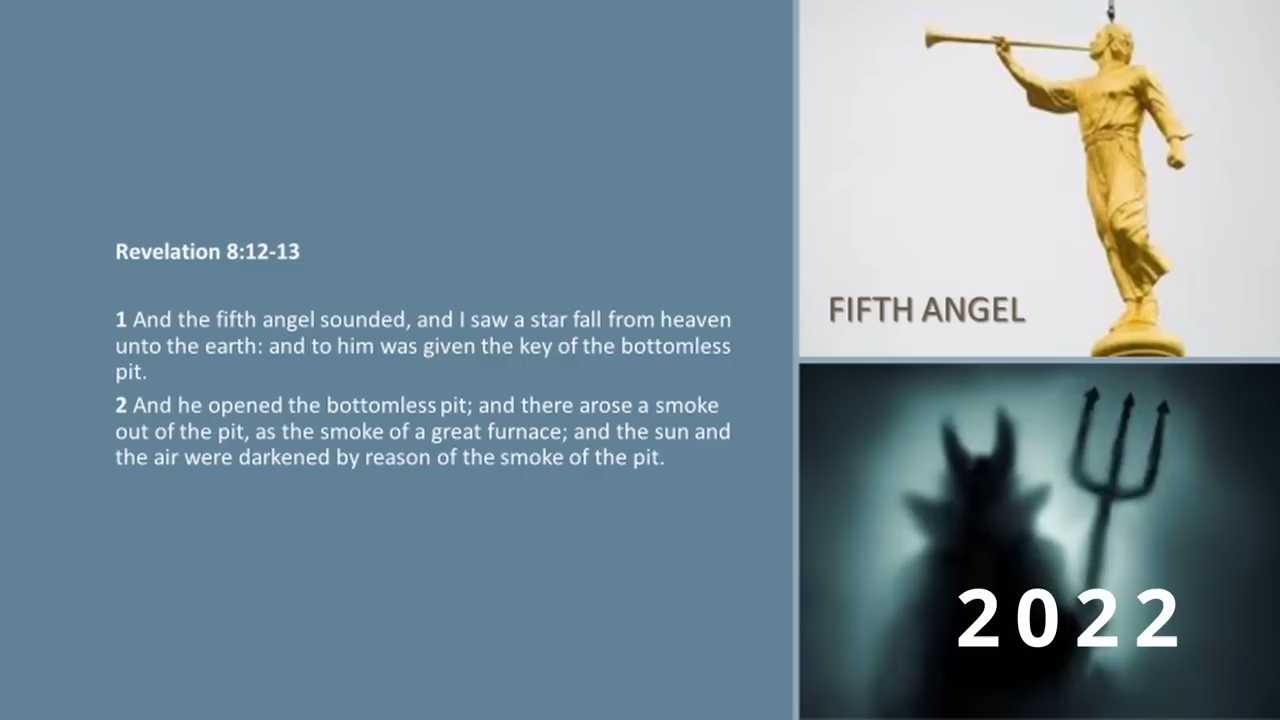 Revelation 8:12-13
1 And the fifth angel sounded, and I saw a star fall from heaven
unto the earth: and to him was given the key of the bottomless
pit.
2 And he opened the bottomless pit; and there arose a smoke
out of the pit, as the smoke of a great furnace; and the sun and
the air were darkened by reason of the smoke of the pit.
FIFTH ANGEL
2022